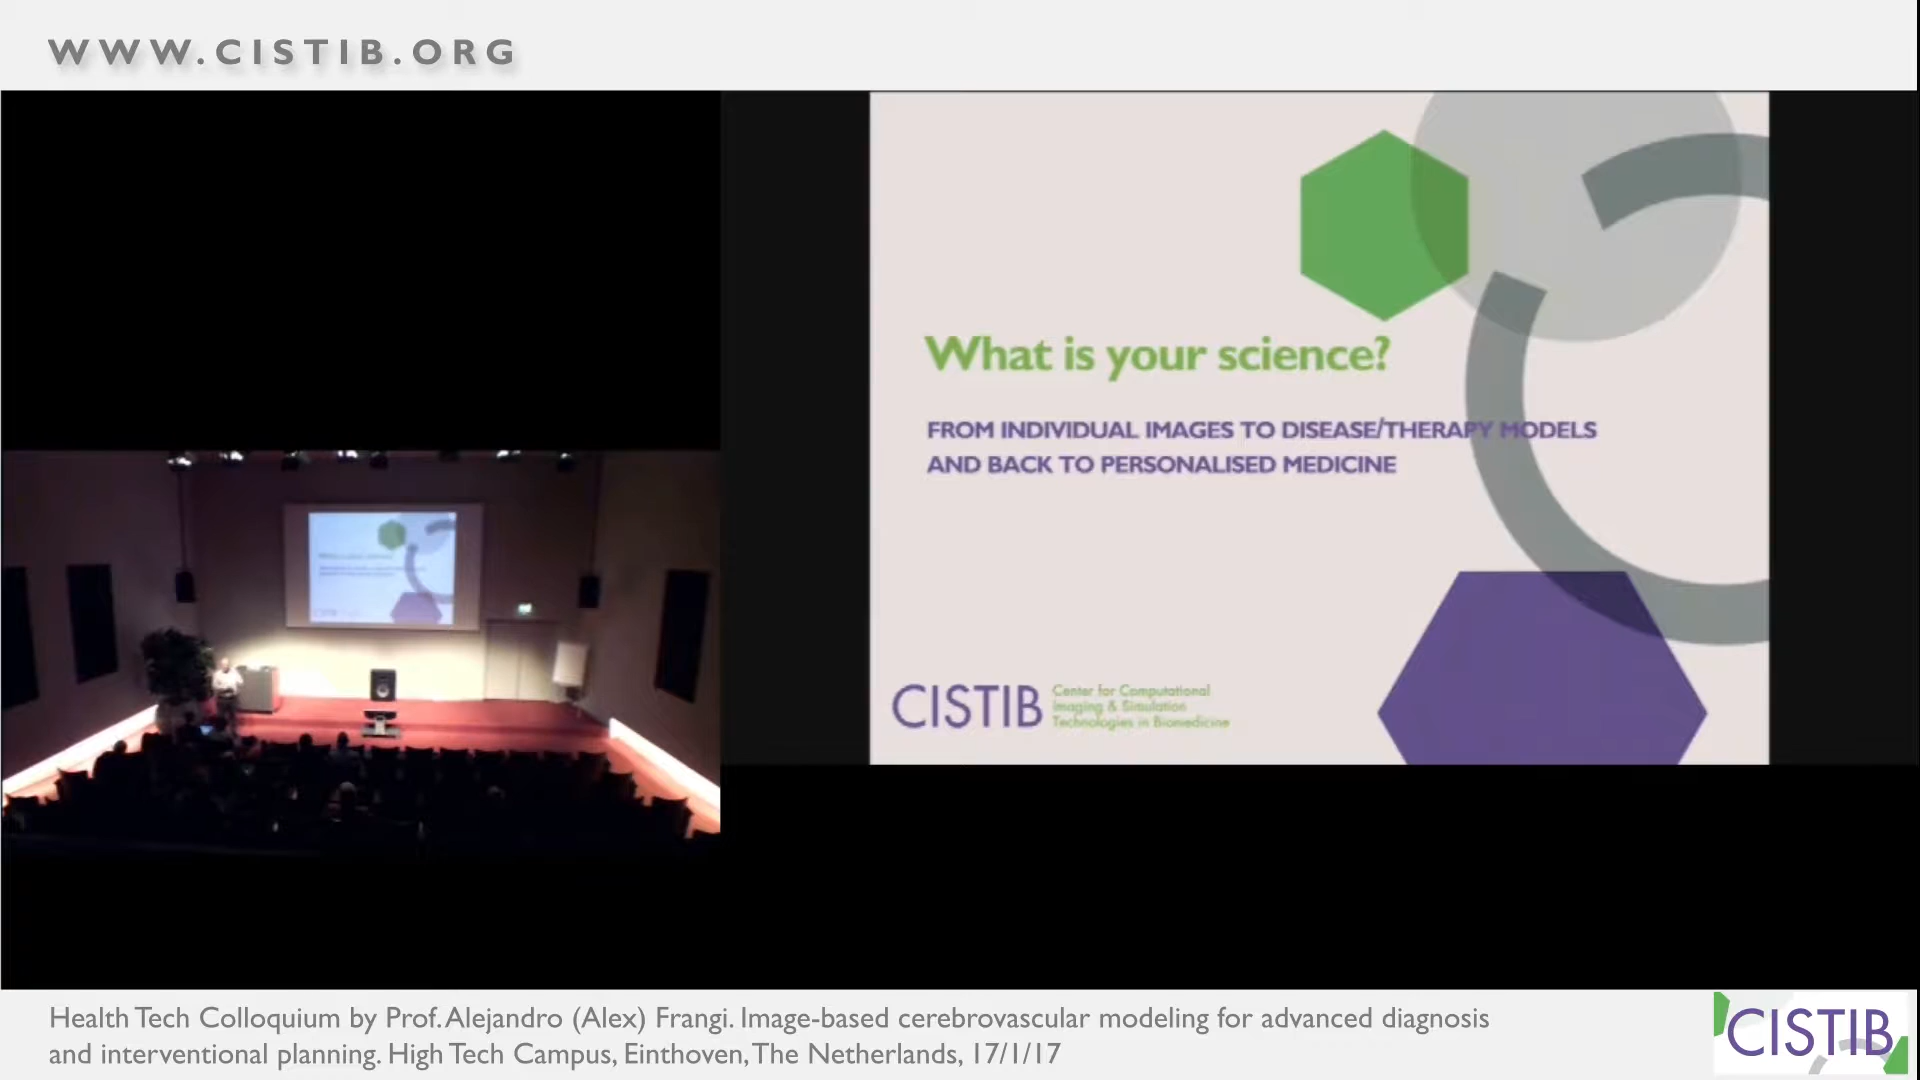 WWW.CISTIB.ORG
What is your science?
FROM INDIVIDUAL IMAGES TO DISEASE/THERAPY MODELS
AND BACK TO PERSONALISED MEDICINE
CISTIB
Center for Computational
Imaging & Simulation
Technologies in Biomedicine
Health Tech Colloquium by Prof. Alejandro (Alex) Frangi. Image-based cerebrovascular modeling for advanced diagnosis
and interventional planning. High Tech Campus, Einthoven, The Netherlands, 17/1/17
CISTIB